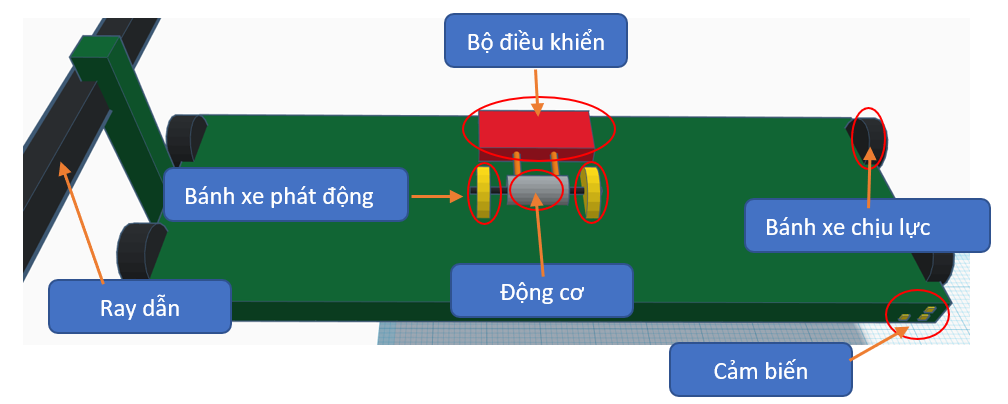 Bộ điều khiển
Bánh xe phát động
Bánh xe chịu lực
Động cơ
Ray dẫn
Cảm biến